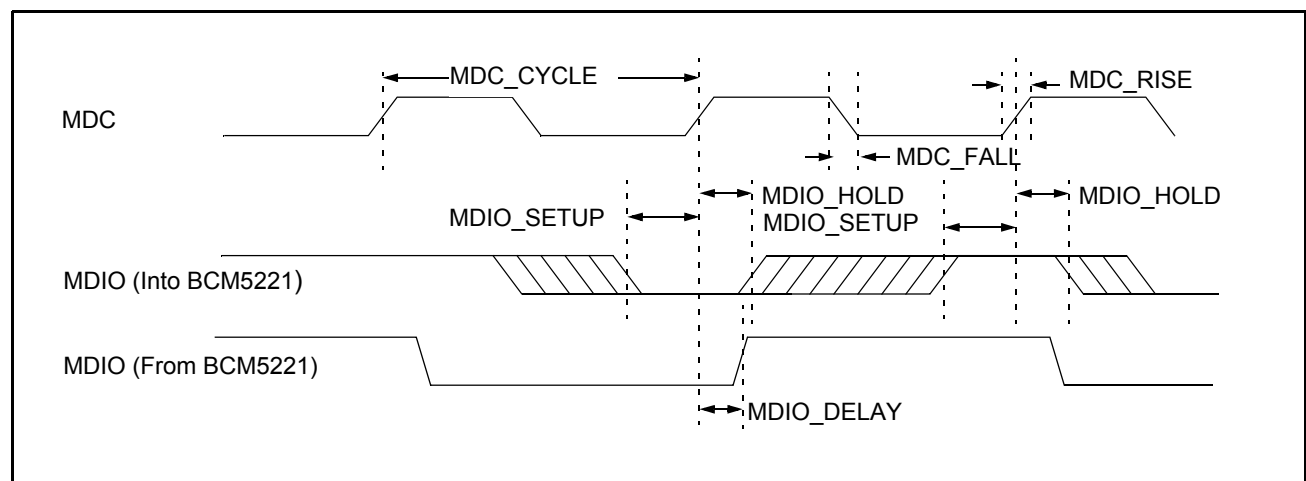 MDC_CYCLE
MDC_RISE
MDC
MDC_FALL
MDIO_HOLD
MDIO_HOLD
MDIO_SETUP
MDIO_SETUP
MDIO (Into BCM5221)
MDIO (From BCM5221)
MDIO_DELAY